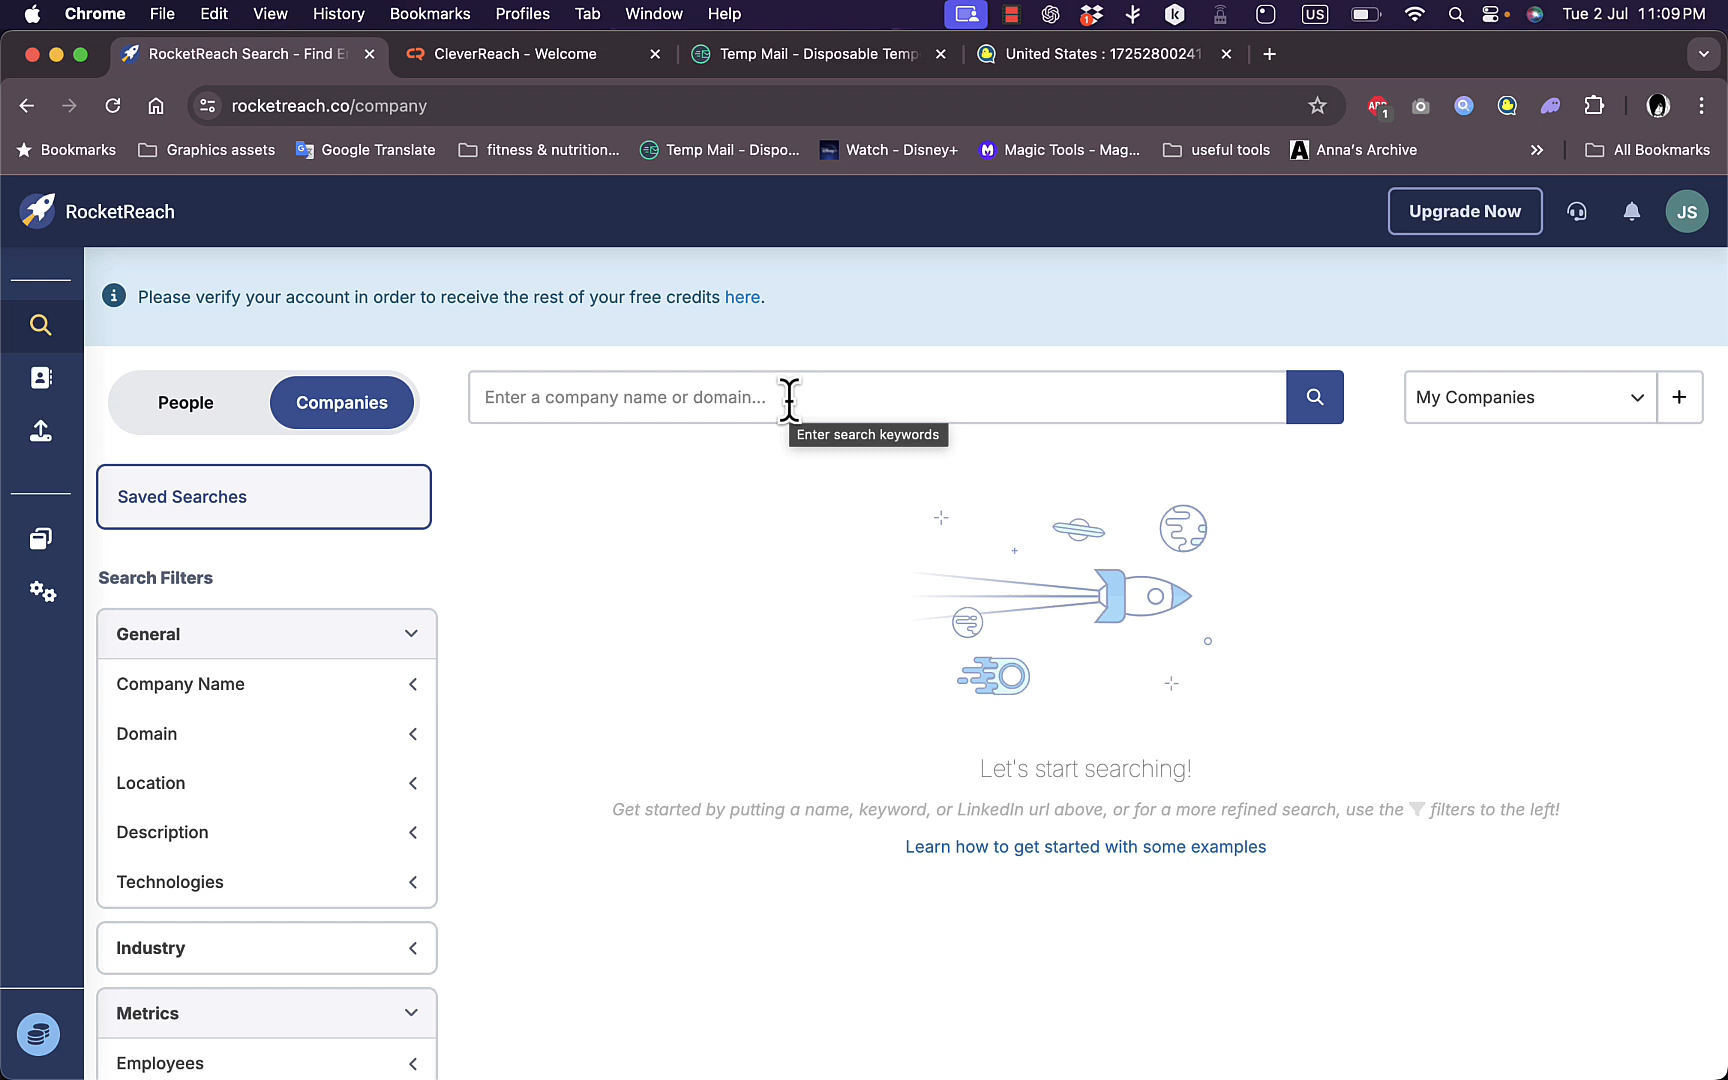 Chrome File Edit View History Bookmarks Profiles Tab Window Help US Tue 2 Jul 11:09 PM
RocketReach Search - Find E CleverReach - Welcome Temp Mail - Disposable Temp United States : 17252800241
rocketreach.co/company ABP 1
Bookmarks Graphics assets Google Translate fitness & nutrition... Temp Mail - Dispo... Watch - Disney+ Magic Tools - Mag... useful tools Anna's Archive All Bookmarks
RocketReach Upgrade Now JS
Please verify your account in order to receive the rest of your free credits here.
People Companies Enter a company name or domain... My Companies
Enter search keywords
Saved Searches
Search Filters
General
Company Name
Domain
Location
Description
Technologies
Industry
Metrics
Employees
Let's start searching!
Get started by putting a name, keyword, or LinkedIn url above, or for a more refined search, use the filters to the left!
Learn how to get started with some examples